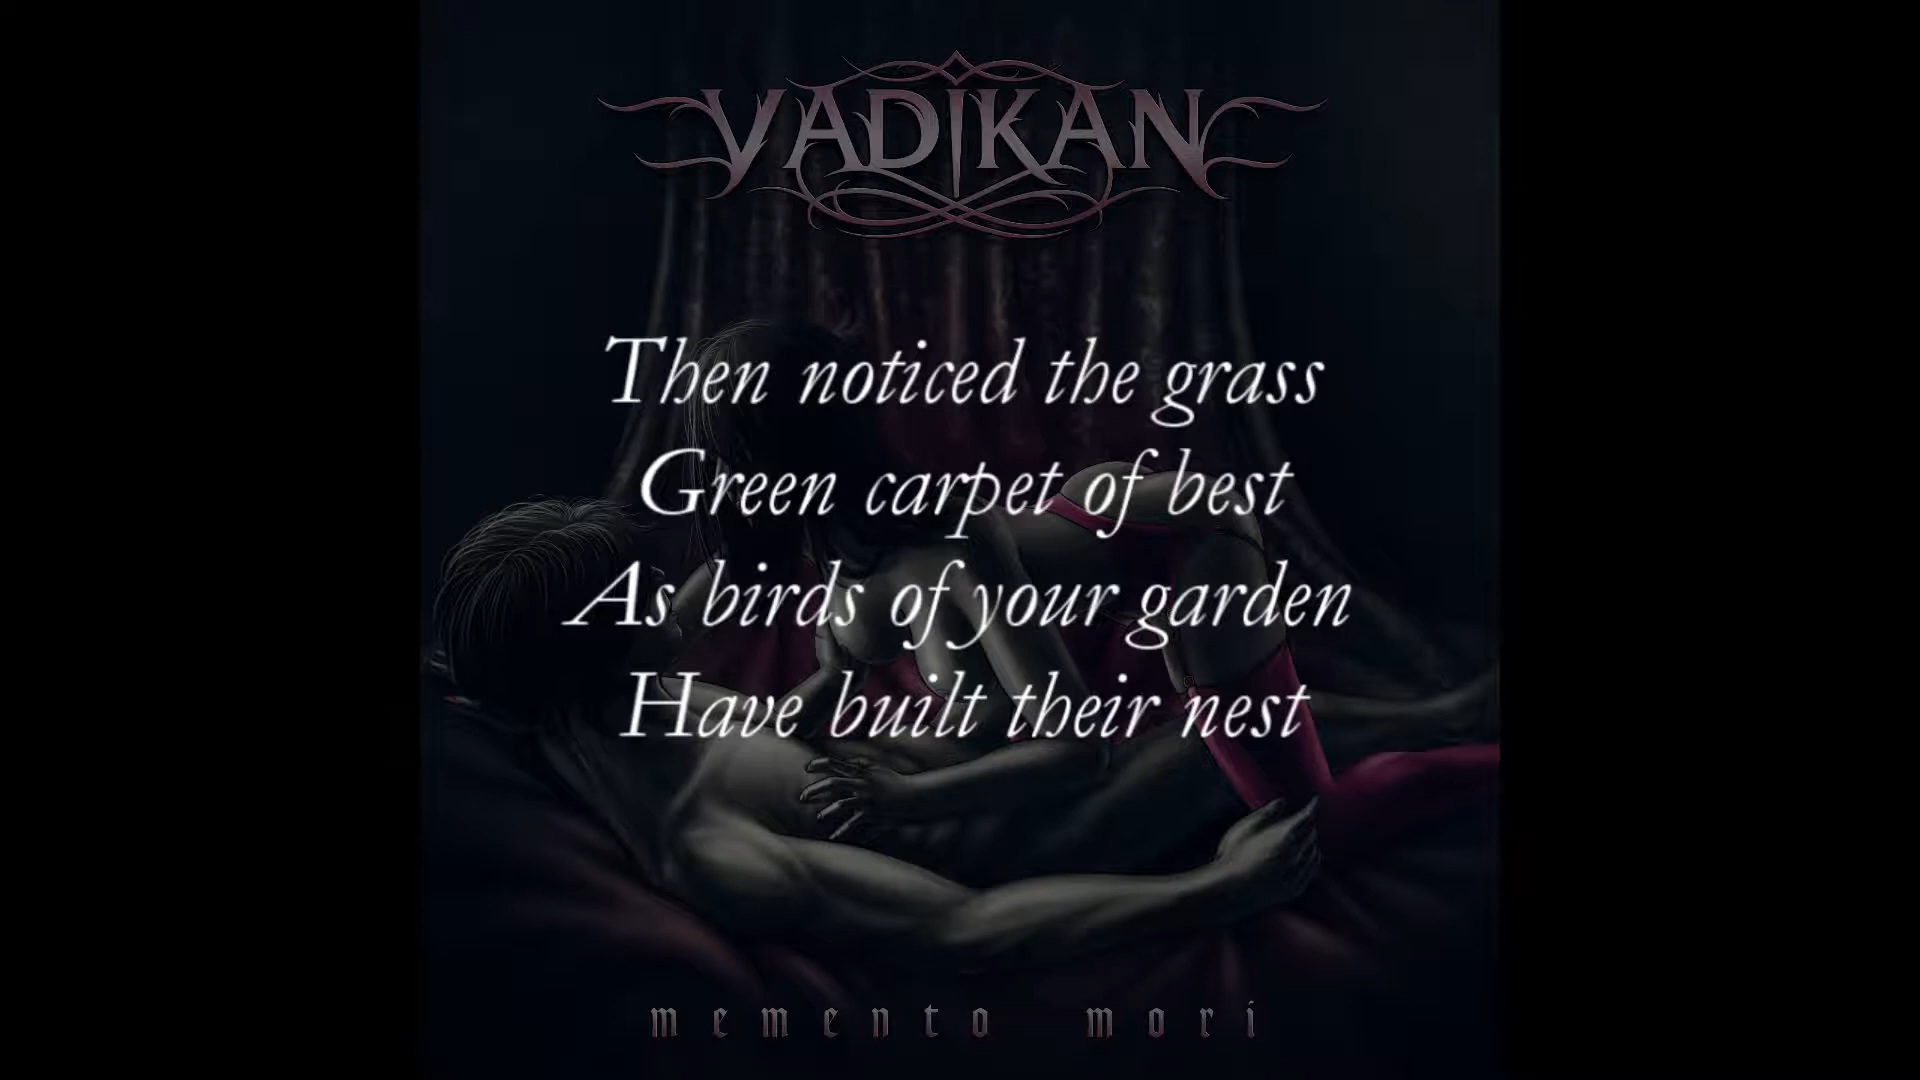 VADIKAN
Then noticed the grass
Green carpet of best
As birds of your garden
Have built their nest
memento mori